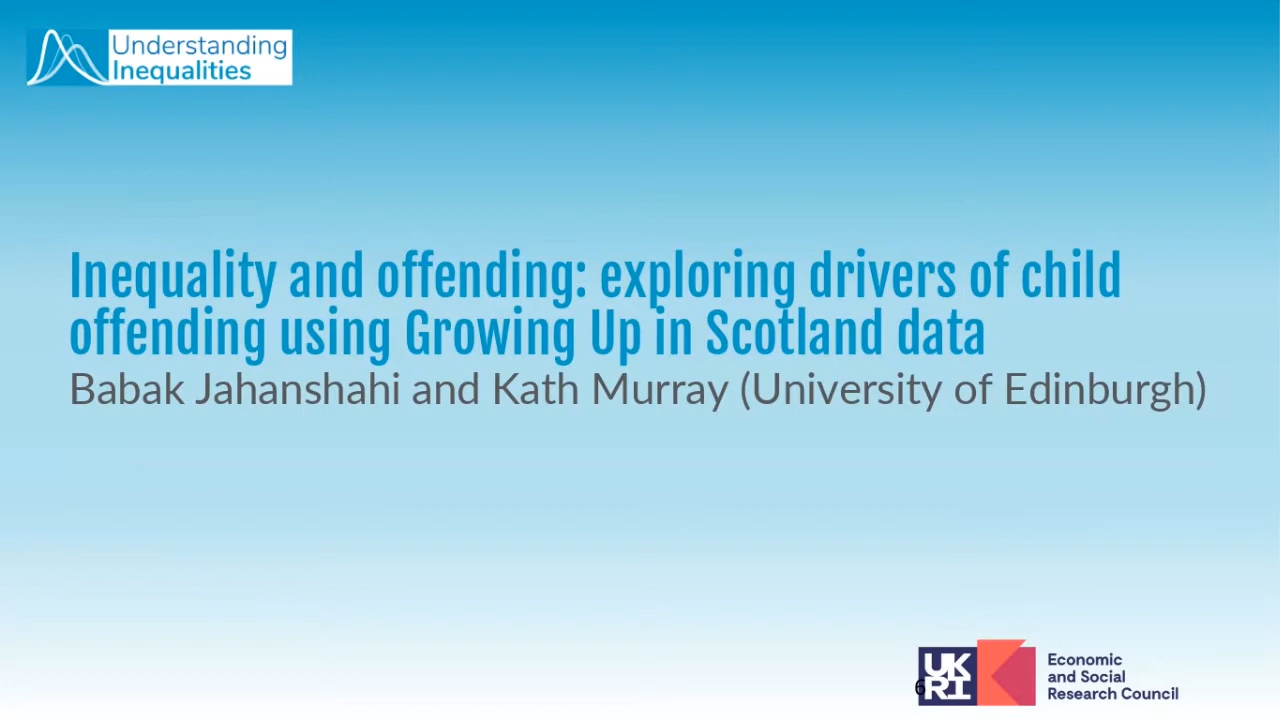 Understanding
Inequalities
Inequality and offending: exploring drivers of child
offending using Growing Up in Scotland data
Babak Jahanshahi and Kath Murray (University of Edinburgh)
6
UK
RI
Economic
and Social
Research Council